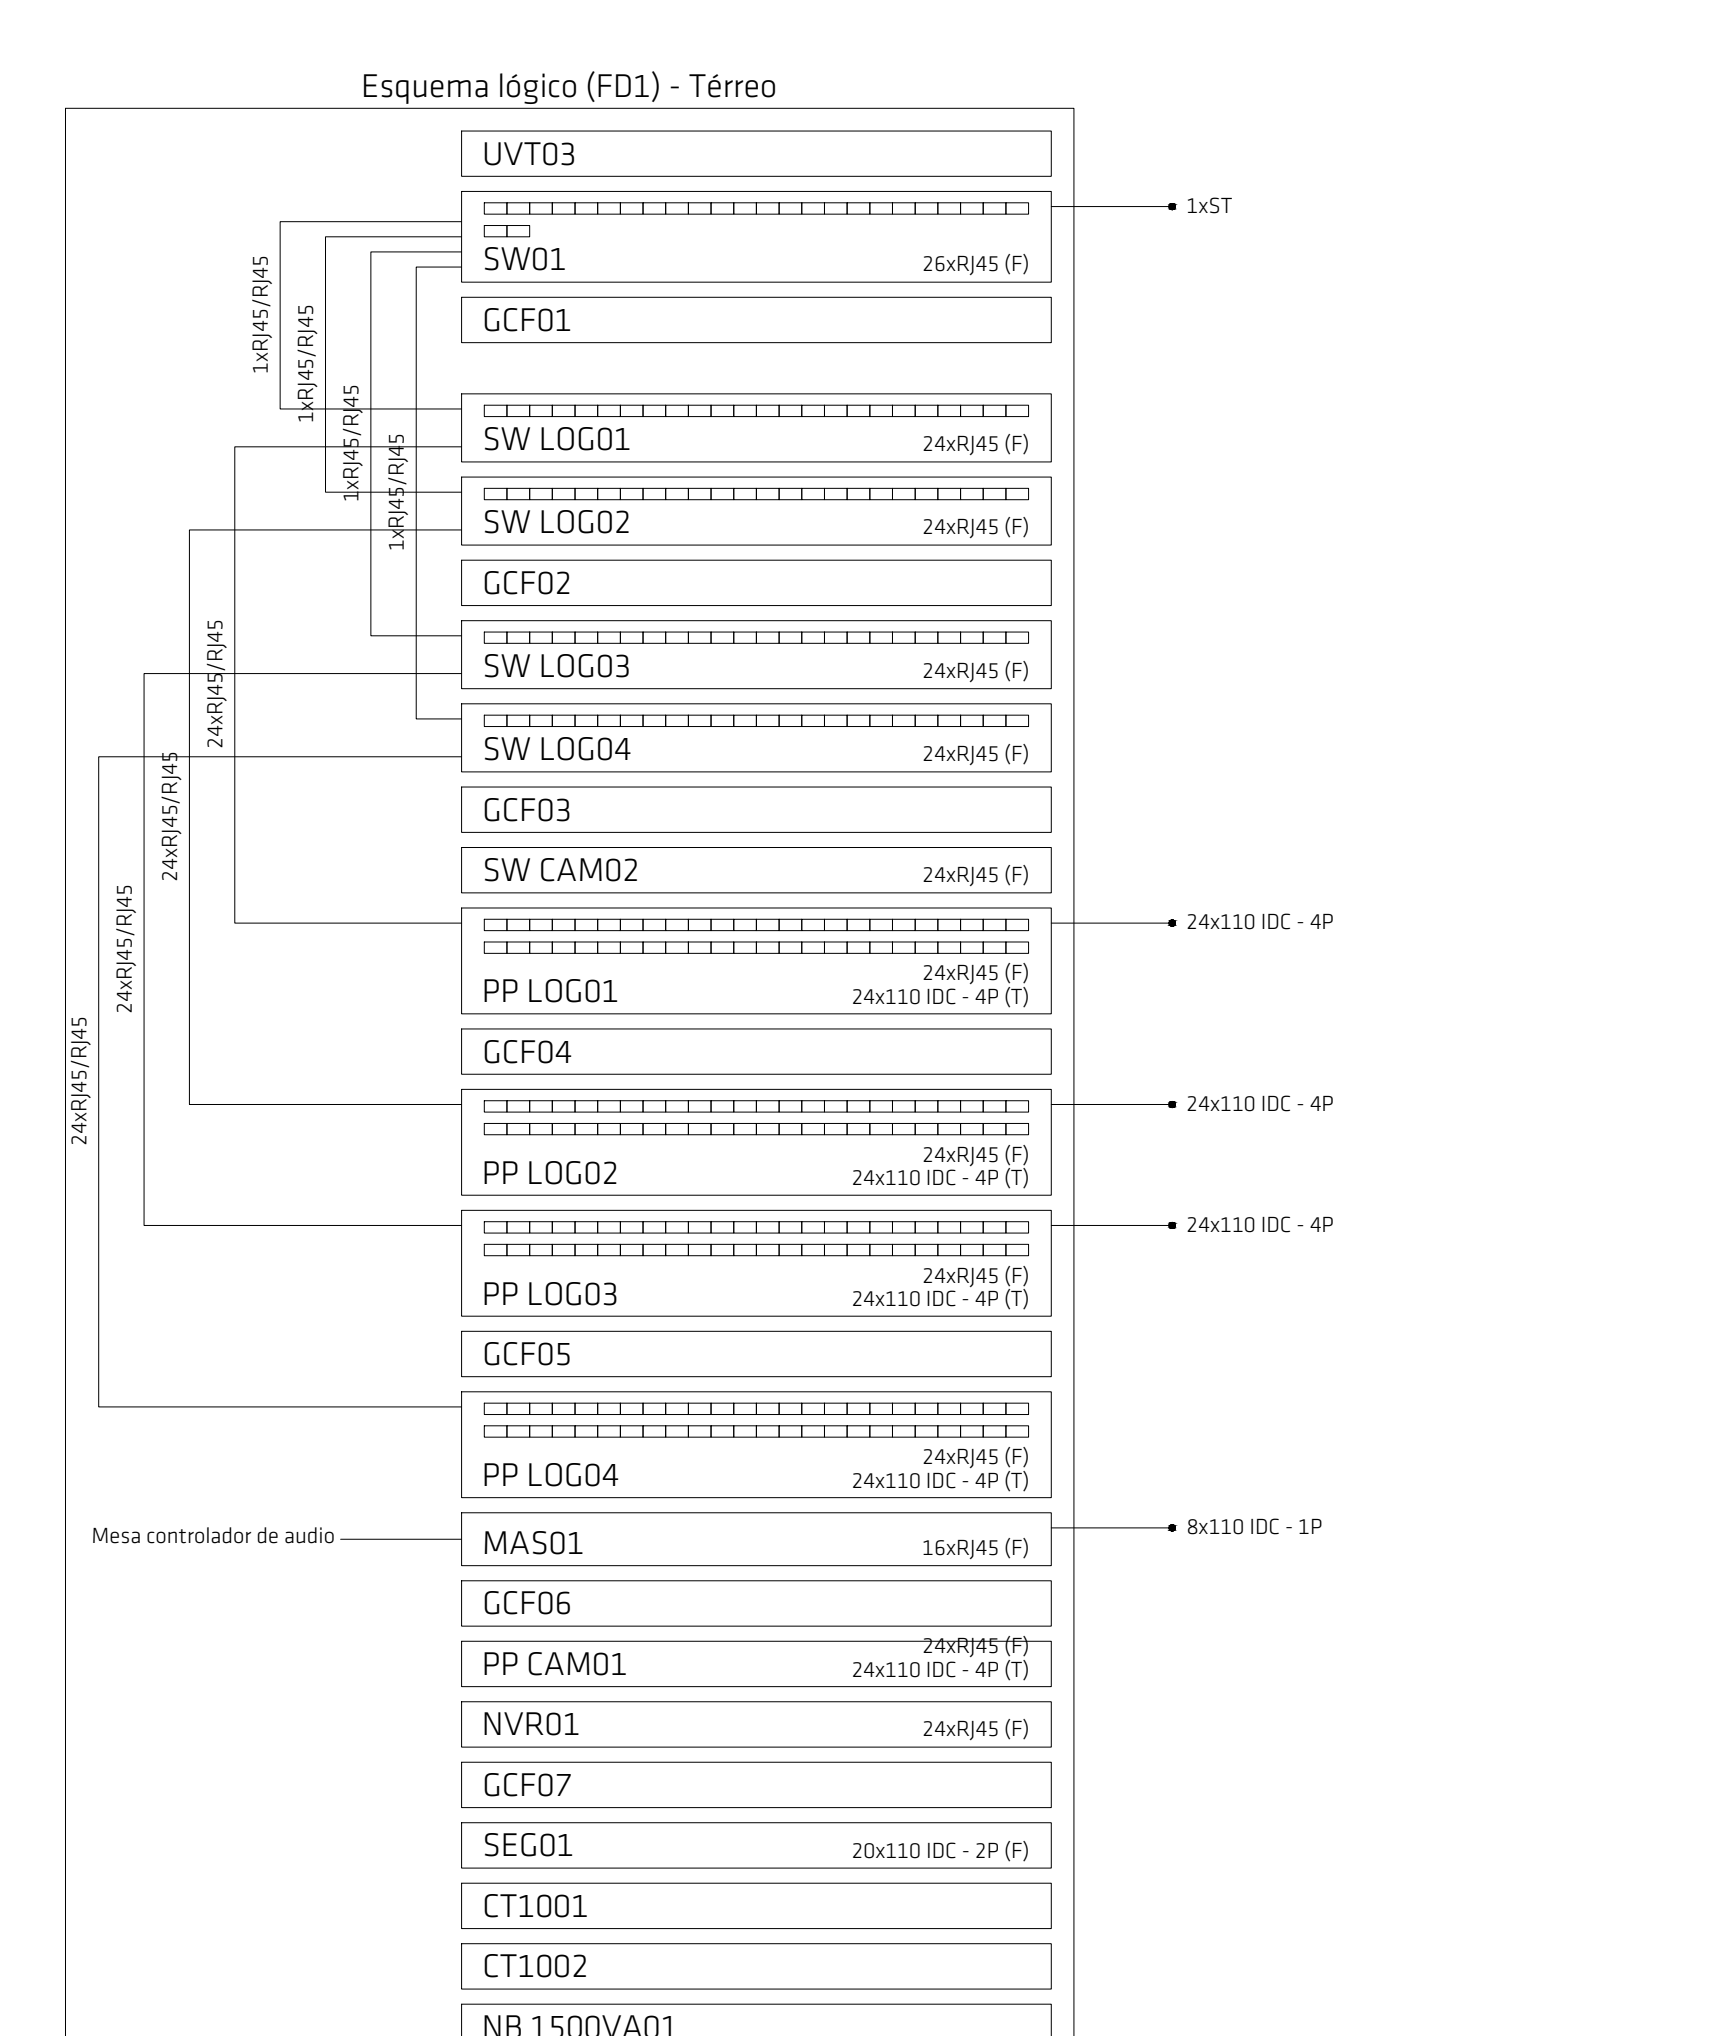 Esquema lógico (FD1) - Térreo
UVT03
1xST
SW01
26xRJ45 (F)
GCF01
1xRJ45/RJ45
1xRJ45/RJ45
1xRJ45/RJ45
1xRJ45/RJ45
SW LOG01
24xRJ45 (F)
SW LOG02
24xRJ45 (F)
GCF02
SW LOG03
24xRJ45 (F)
SW LOG04
24xRJ45 (F)
24xRJ45/RJ45
24xRJ45/RJ45
24xRJ45/RJ45
24xRJ45/RJ45
GCF03
SW CAM02
24xRJ45 (F)
24x110 IDC - 4P
24xRJ45 (F)
PP LOG01
24x110 IDC - 4P (T)
GCF04
24x110 IDC - 4P
24xRJ45 (F)
PP LOG02
24x110 IDC - 4P (T)
24x110 IDC - 4P
24xRJ45 (F)
PP LOG03
24x110 IDC - 4P (T)
GCF05
24xRJ45 (F)
PP LOG04
24x110 IDC - 4P (T)
Mesa controlador de audio
MAS01
16xRJ45 (F)
8x110 IDC - 1P
GCF06
24xRJ45 (F)
PP CAM01
24x110 IDC - 4P (T)
NVR01
24xRJ45 (F)
GCF07
SEG01
20x110 IDC - 2P (F)
CT1001
CT1002
NB 1500VA01